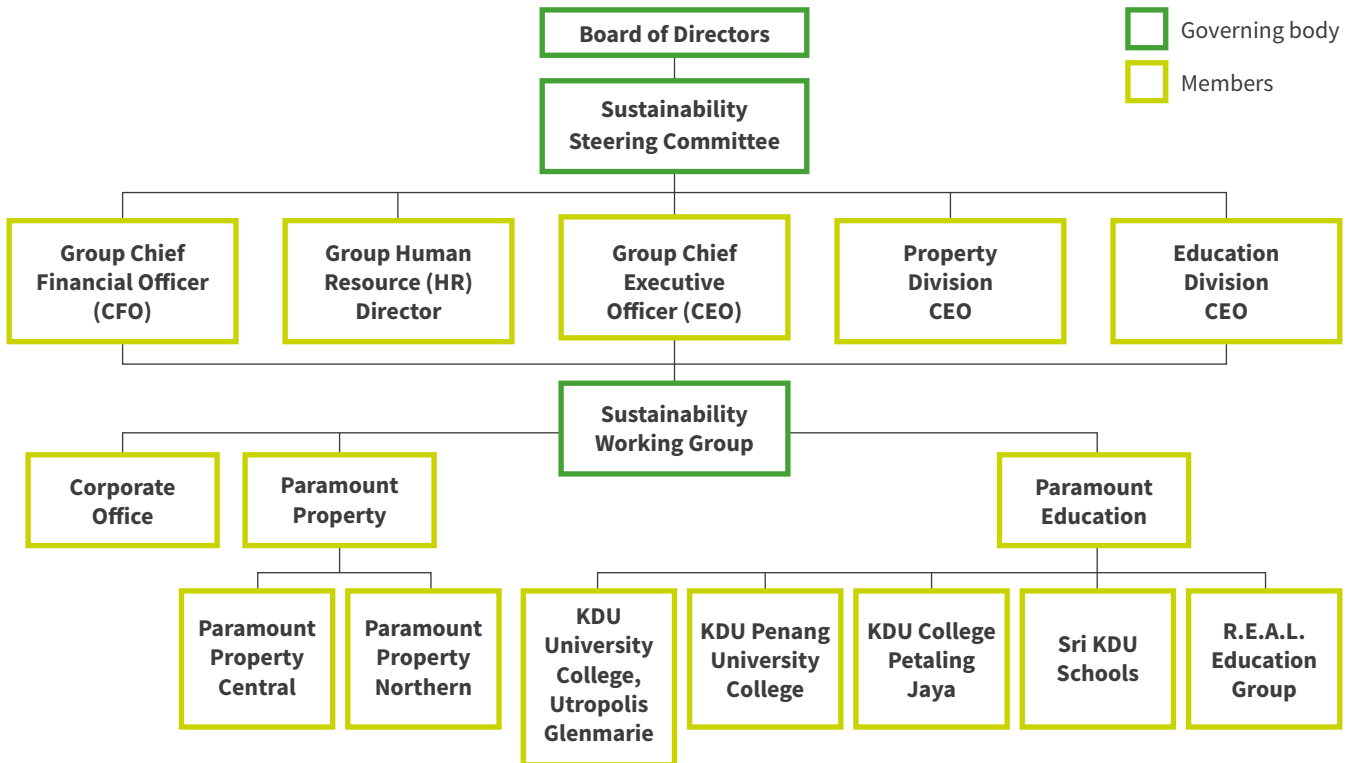 Board of Directors
Governing body
Members
Sustainability
Steering Committee
Group Chief
Financial Officer
(CFO)
Group Human
Resource (HR)
Director
Group Chief
Executive
Officer (CEO)
Property
Division
CEO
Education
Division
CEO
Sustainability
Working Group
Corporate
Office
Paramount
Property
Paramount
Education
Paramount
Property
Central
Paramount
Property
Northern
KDU
University
College,
Utropolis
Glenmarie
KDU Penang
University
College
KDU College
Petaling
Jaya
Sri KDU
Schools
R.E.A.L.
Education
Group